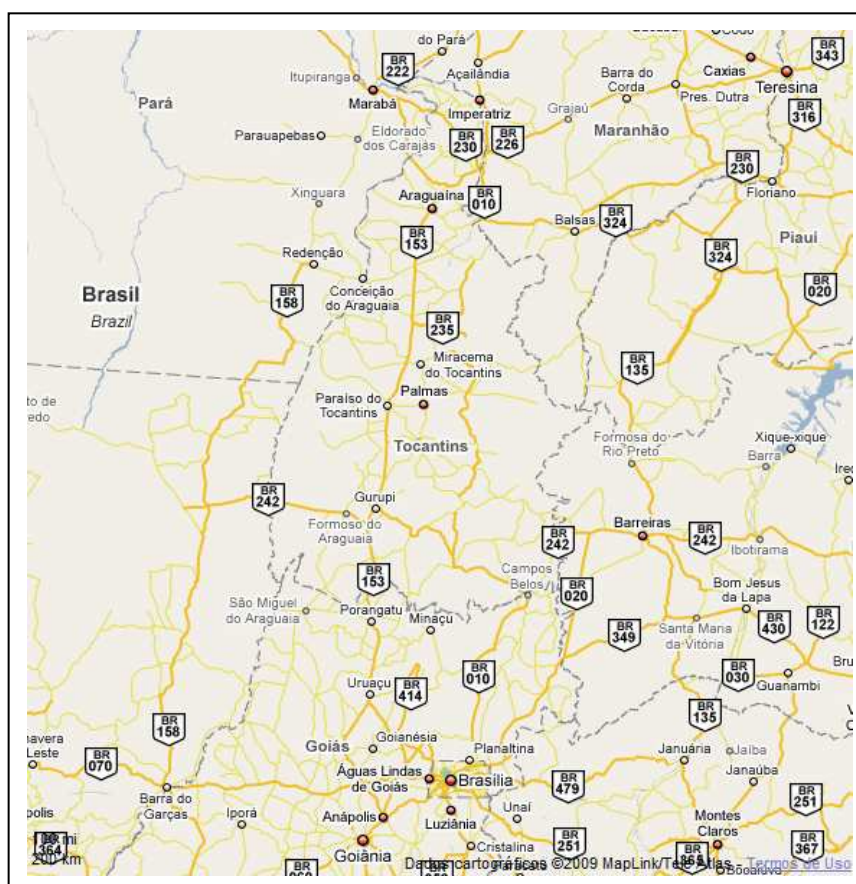 do Pará
BR
222
Açailândia
Codó
Caxias
BR
343
Teresina
Itupiranga
Marabá
Imperatriz
Grajaú
Barra do
Corda
Pres. Dutra
Pará
Parauapebas
Eldorado
dos Carajás
BR
230
BR
226
Maranhão
BR
316
BR
230
Xinguara
Araguaína
BR
010
Floriano
Balsas
BR
324
BR
153
Piauí
Redenção
BR
324
Brasil
Brazil
BR
158
Conceição
do Araguaia
BR
020
BR
235
Miracema
do Tocantins
BR
135
Palmas
Paraíso do
Tocantins
Tocantins
Formosa do
Rio Preto
Xique-xique
Barra
BR
242
Gurupi
Formoso do
Araguaia
BR
242
Barreiras
BR
242
Ibotirama
BR
153
Campos
Belos
BR
020
Bom Jesus
da Lapa
São Miguel
do Araguaia
Porangatu
Minaçu
BR
349
Santa Maria
da Vitória
BR
430
BR
122
Uruaçu
BR
414
BR
010
BR
030
Guanambi
BR
135
BR
158
Goiás
Goianésia
Planaltina
Januária
Jaíba
BR
070
Águas Lindas
de Goiás
Brasília
BR
479
Janaúba
Barra do
Garças
Iporá
Anápolis
Luziânia
Unaí
BR
251
Montes
Claros
BR
364
200 km
Goiânia
Cristalina
BR
251
BR
365
BR
367
Dados cartográficos ©2009 MapLink/Tele Atlas - Termos de Uso